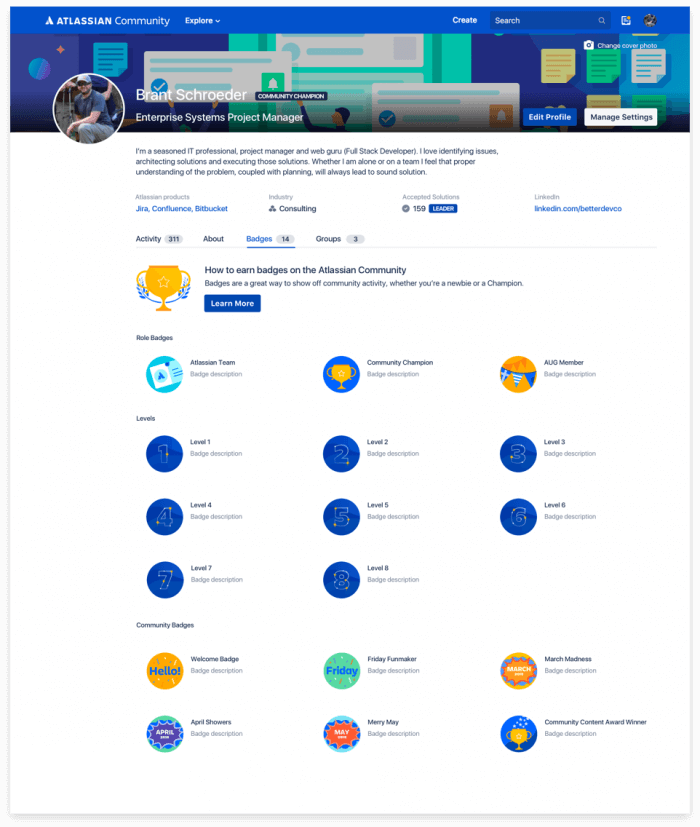 ATLASSIAN Community
Explore
Create
Search
Change cover photo
Brant Schroeder COMMUNITY CHAMPION
Enterprise Systems Project Manager
Edit Profile
Manage Settings
I'm a seasoned IT professional, project manager and web guru (Full Stack Developer). I love identifying issues,
architecting solutions and executing those solutions. Whether I am alone or on a team I feel that proper
understanding of the problem, coupled with planning, will always lead to sound solution.
Atlassian products
Industry
Accepted Solutions
LinkedIn
Jira, Confluence, Bitbucket
Consulting
159 LEADER
linkedin.com/betterdevco
Activity 311
About
Badges 14
Groups 3
How to earn badges on the Atlassian Community
Badges are a great way to show off community activity, whether you're a newbie or a Champion.
Learn More
Role Badges
Atlassian Team
Badge description
Community Champion
Badge description
AUG Member
Badge description
Levels
1
Level 1
Badge description
2
Level 2
Badge description
3
Level 3
Badge description
4
Level 4
Badge description
5
Level 5
Badge description
6
Level 6
Badge description
7
Level 7
Badge description
8
Level 8
Badge description
Community Badges
Hello!
Welcome Badge
Badge description
Friday
Friday Funmaker
Badge description
MARCH
March Madness
Badge description
APRIL
April Showers
Badge description
MAY
Merry May
Badge description
Community Content Award Winner
Badge description